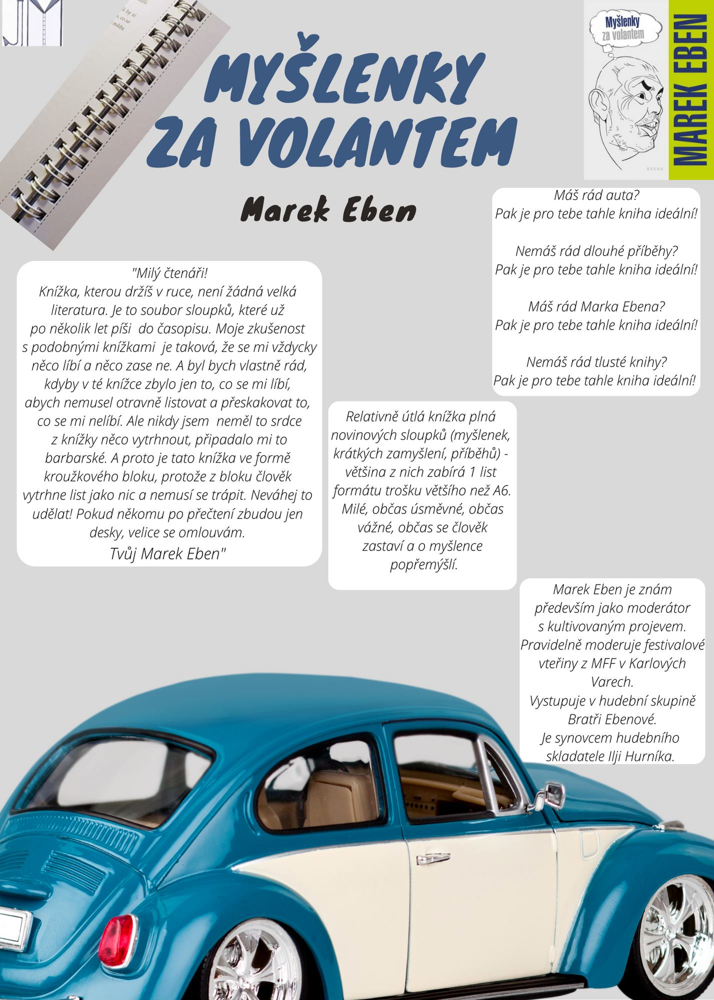 MYŠLENKY
ZA VOLANTEM
Marek Eben
Myšlenky
za volantem
MAREK EBEN
BRÁNA
Máš rád auta?
Pak je pro tebe tahle kniha ideální!
Nemáš rád dlouhé příběhy?
Pak je pro tebe tahle kniha ideální!
Máš rád Marka Ebena?
Pak je pro tebe tahle kniha ideální!
Nemáš rád tlusté knihy?
Pak je pro tebe tahle kniha ideální!
"Milý čtenáři!
Knížka, kterou držíš v ruce, není žádná velká
literatura. Je to soubor sloupků, které už
po několik let píši  do časopisu. Moje zkušenost
s podobnými knížkami  je taková, že se mi vždycky
něco líbí a něco zase ne. A byl bych vlastně rád,
kdyby v té knížce zbylo jen to, co se mi líbí,
abych nemusel otravně listovat a přeskakovat to,
co se mi nelíbí. Ale nikdy jsem  neměl to srdce
z knížky něco vytrhnout, připadalo mi to
barbarské. A proto je tato knížka ve formě
kroužkového bloku, protože z bloku člověk
vytrhne list jako nic a nemusí se trápit. Neváhej to
udělat! Pokud někomu po přečtení zbudou jen
desky, velice se omlouvám.
Tvůj Marek Eben"
Relativně útlá knížka plná
novinových sloupků (myšlenek,
krátkých zamyšlení, příběhů) -
většina z nich zabírá 1 list
formátu trošku většího než A6.
Milé, občas úsměvné, občas
vážné, občas se člověk
zastaví a o myšlence
popřemýšlí.
Marek Eben je znám
především jako moderátor
s kultivovaným projevem.
Pravidelně moderuje festivalové
vteřiny z MFF v Karlových
Varech.
Vystupuje v hudební skupině
Bratři Ebenové.
Je synovcem hudebního
skladatele Ilji Hurníka.